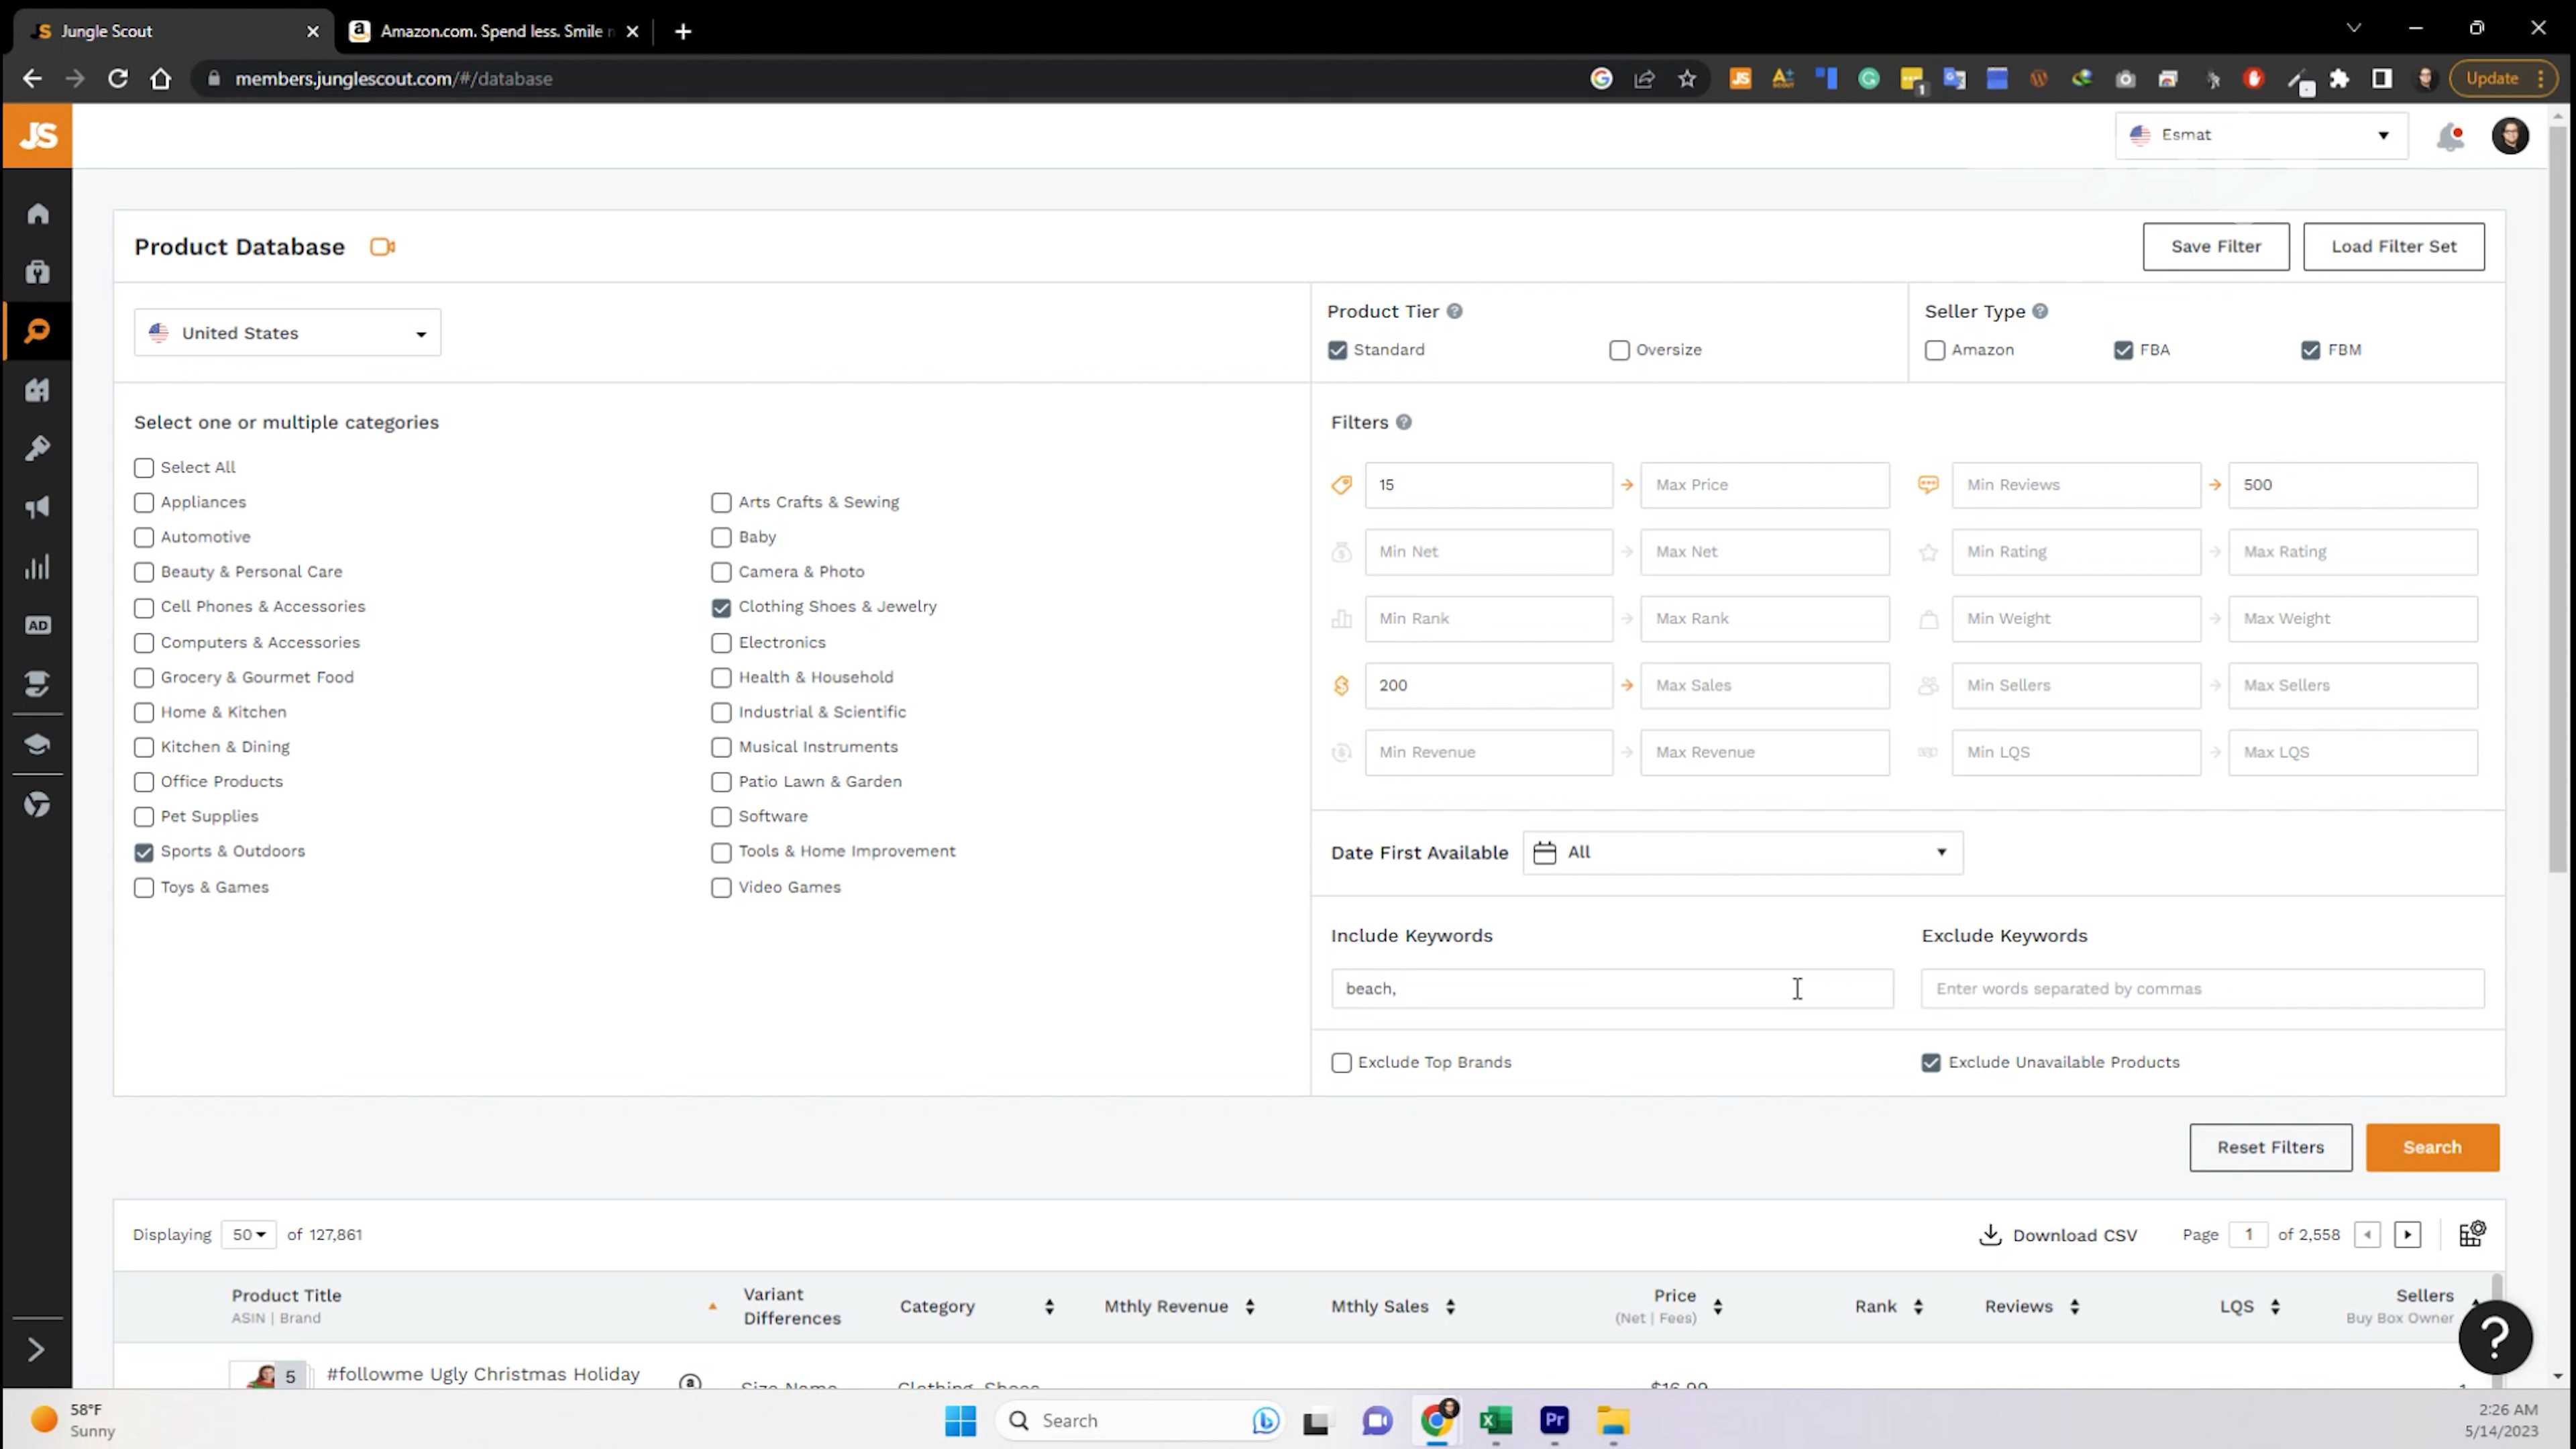 Jungle Scout
Amazon.com. Spend less. Smile
members.junglescout.com/#/database
1
Update
JS
Esmat
Product Database
Save Filter
Load Filter Set
United States
Product Tier
Standard
Oversize
Seller Type
Amazon
FBA
FBM
Select one or multiple categories
Select All
Appliances
Arts Crafts & Sewing
Automotive
Baby
Beauty & Personal Care
Camera & Photo
Cell Phones & Accessories
Clothing Shoes & Jewelry
Computers & Accessories
Electronics
Grocery & Gourmet Food
Health & Household
Home & Kitchen
Industrial & Scientific
Kitchen & Dining
Musical Instruments
Office Products
Patio Lawn & Garden
Pet Supplies
Software
Sports & Outdoors
Tools & Home Improvement
Toys & Games
Video Games
AD
Filters
15
Max Price
Min Reviews
500
Min Net
Max Net
Min Rating
Max Rating
Min Rank
Max Rank
Min Weight
Max Weight
200
Max Sales
Min Sellers
Max Sellers
Min Revenue
Max Revenue
Min LQS
Max LQS
Date First Available
All
Include Keywords
Exclude Keywords
beach,
Enter words separated by commas
Exclude Top Brands
Exclude Unavailable Products
Reset Filters
Search
Displaying 50 of 127,861
Download CSV
Page 1 of 2,558
Product Title
ASIN | Brand
Variant
Differences
Category
Mthly Revenue
Mthly Sales
Price
(Net | Fees)
Rank
Reviews
LQS
Sellers
Buy Box Owner
5
#followme Ugly Christmas Holiday
Size Name
Clothing, Shoes
$16.99
58°F
Sunny
Search
Pr
2:26 AM
5/14/2023